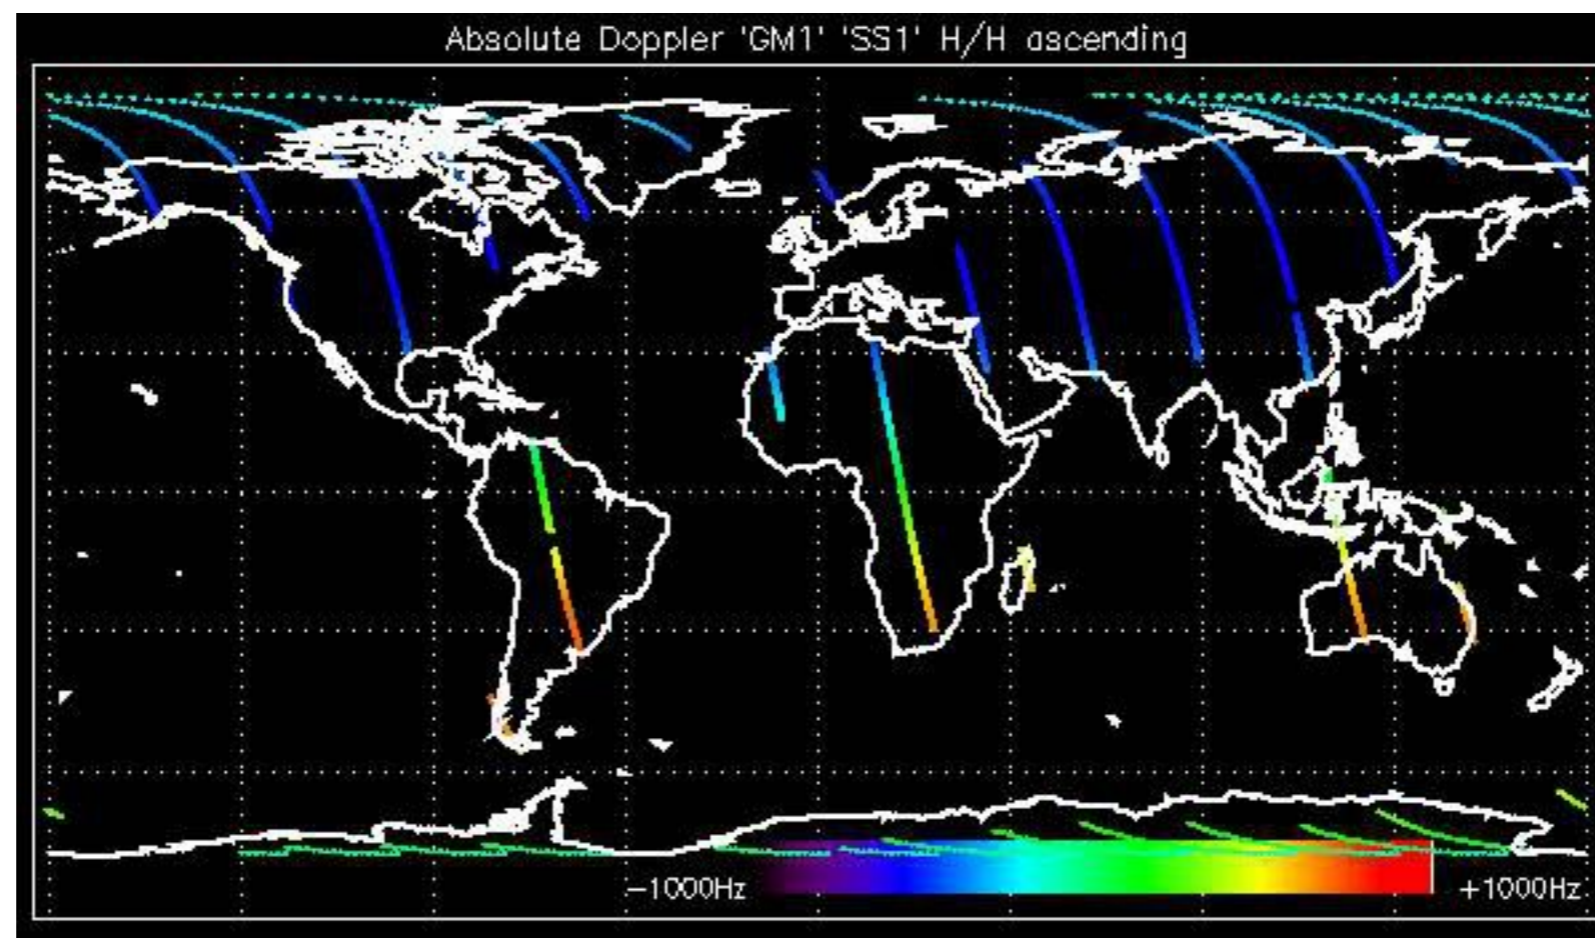 Absolute Doppler 'GM1' 'SS1' H/H ascending
−1000Hz
+1000Hz